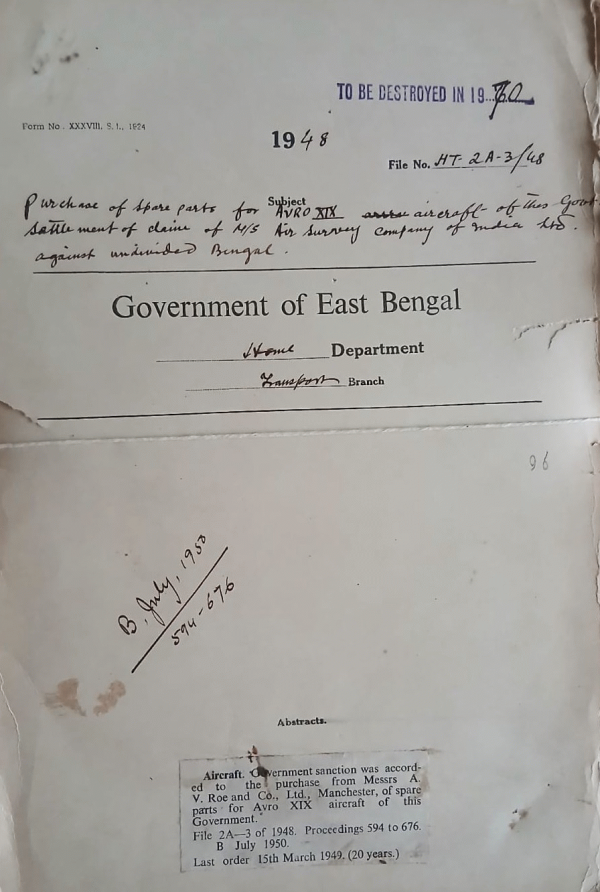 TO BE DESTROYED IN 1970
Form No. XXXVIII. S. 1., 1924
1948
File No. HT-2A-3/48
Subject
Purchase of spare parts for AVRO XIX aircraft of this Govt
Settlement of claim of M/S Air Survey Company of India Ltd.
against undivided Bengal.
Government of East Bengal
Home Department
Transport Branch
96
B. July, 1950
594-676
Abstracts.
Aircraft. Government sanction was accord-
ed to the purchase from Messrs A.
V. Roe and Co., Ltd., Manchester, of spare
parts for Avro XIX aircraft of this
Government.
File 2A—3 of 1948. Proceedings 594 to 676.
B July 1950.
Last order 15th March 1949. (20 years.)